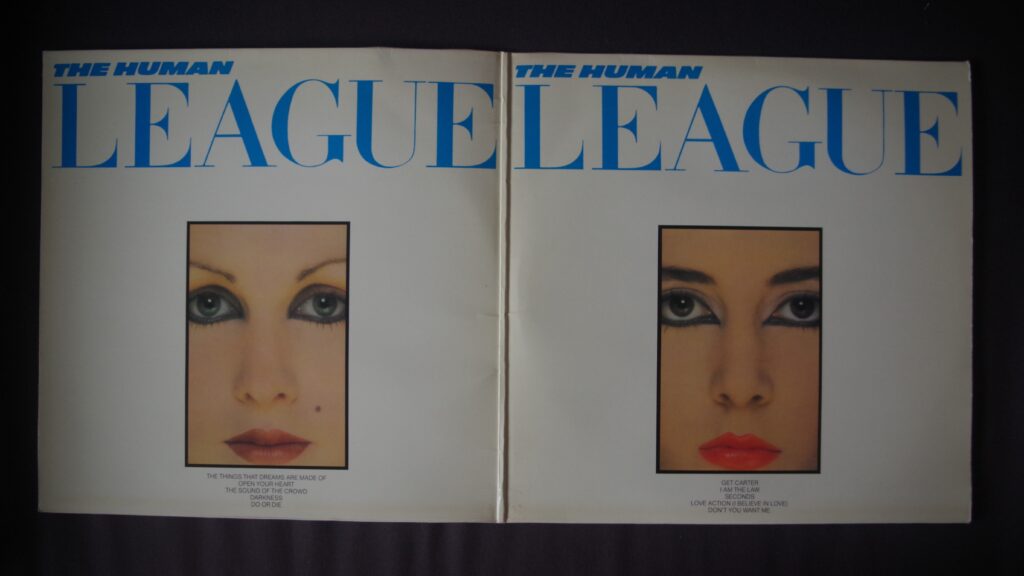 THE HUMAN
LEAGUE
THE THINGS THAT DREAMS ARE MADE OF
OPEN YOUR HEART
THE SOUND OF THE CROWD
DARKNESS
DO OR DIE
THE HUMAN
LEAGUE
GET CARTER
I AM THE LAW
SECONDS
LOVE ACTION (I BELIEVE IN LOVE)
DON'T YOU WANT ME